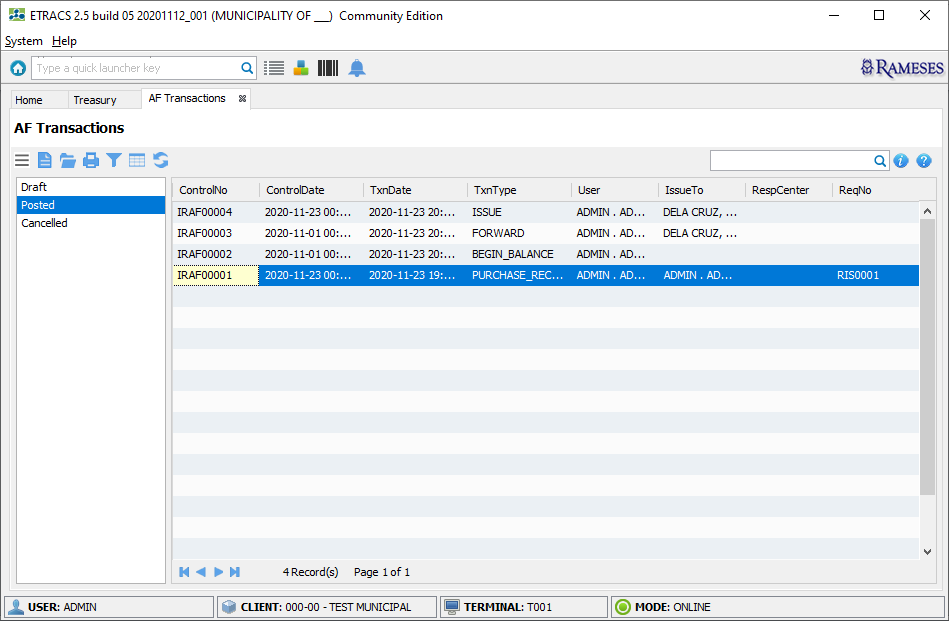 ETRACS 2.5 build 05 20201112_001 (MUNICIPALITY OF ___) Community Edition
System Help
Type a quick launcher key
RAMESES
Home Treasury AF Transactions
AF Transactions
Draft
Posted
Cancelled
ControlNo ControlDate TxnDate TxnType User IssueTo RespCenter ReqNo
IRAF00004 2020-11-23 00:... 2020-11-23 20:... ISSUE ADMIN . AD... DELA CRUZ, ...
IRAF00003 2020-11-01 00:... 2020-11-23 20:... FORWARD ADMIN . AD... DELA CRUZ, ...
IRAF00002 2020-11-01 00:... 2020-11-23 20:... BEGIN_BALANCE ADMIN . AD...
IRAF00001 2020-11-23 00:... 2020-11-23 19:... PURCHASE_REC... ADMIN . AD... ADMIN . AD... RIS0001
4 Record(s) Page 1 of 1
USER: ADMIN CLIENT: 000-00 - TEST MUNICIPAL TERMINAL: T001 MODE: ONLINE